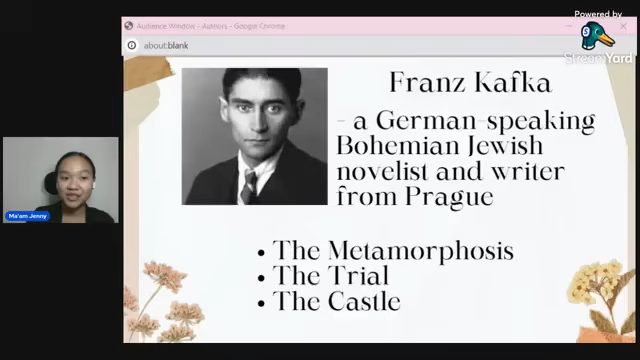 Powered by
StreamYard
Audience Window - Authors - Google Chrome
about:blank
Franz Kafka
- a German-speaking
Bohemian Jewish
novelist and writer
from Prague
Ma'am Jenny
• The Metamorphosis
• The Trial
• The Castle